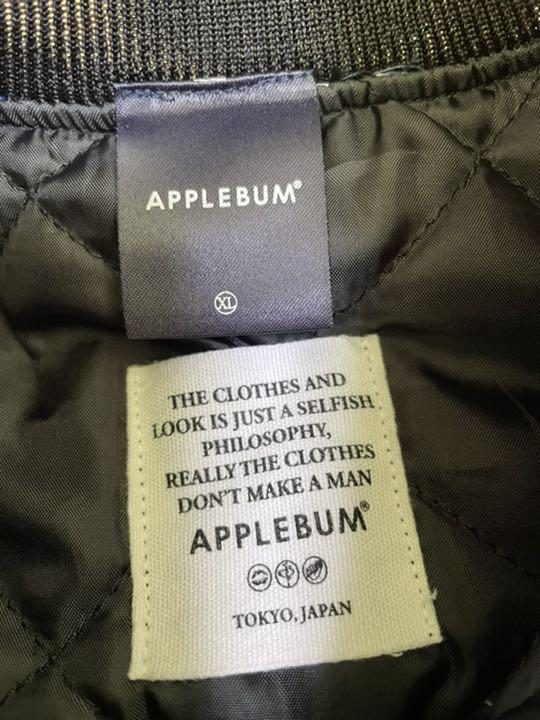 APPLEBUM®
XL
THE CLOTHES AND
LOOK IS JUST A SELFISH
PHILOSOPHY,
REALLY THE CLOTHES
DON'T MAKE A MAN
APPLEBUM®
TOKYO, JAPAN